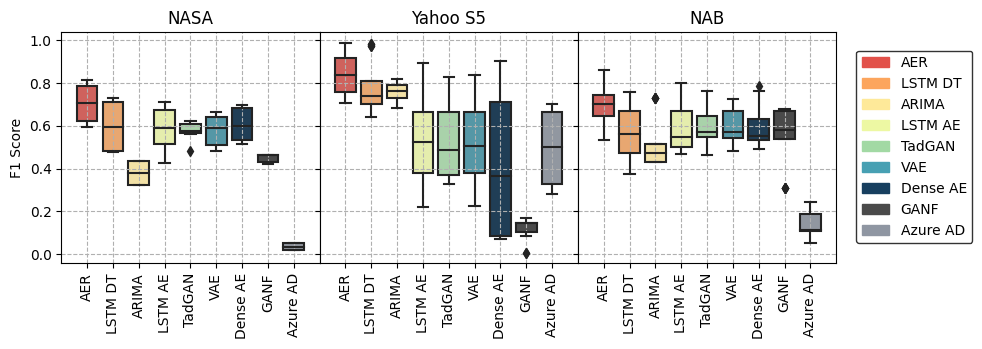 NASA
Yahoo S5
NAB
F1 Score
1.0
0.8
0.6
0.4
0.2
0.0
AER
LSTM DT
ARIMA
LSTM AE
TadGAN
VAE
Dense AE
GANF
Azure AD
AER
LSTM DT
ARIMA
LSTM AE
TadGAN
VAE
Dense AE
GANF
Azure AD
AER
LSTM DT
ARIMA
LSTM AE
TadGAN
VAE
Dense AE
GANF
Azure AD
AER
LSTM DT
ARIMA
LSTM AE
TadGAN
VAE
Dense AE
GANF
Azure AD